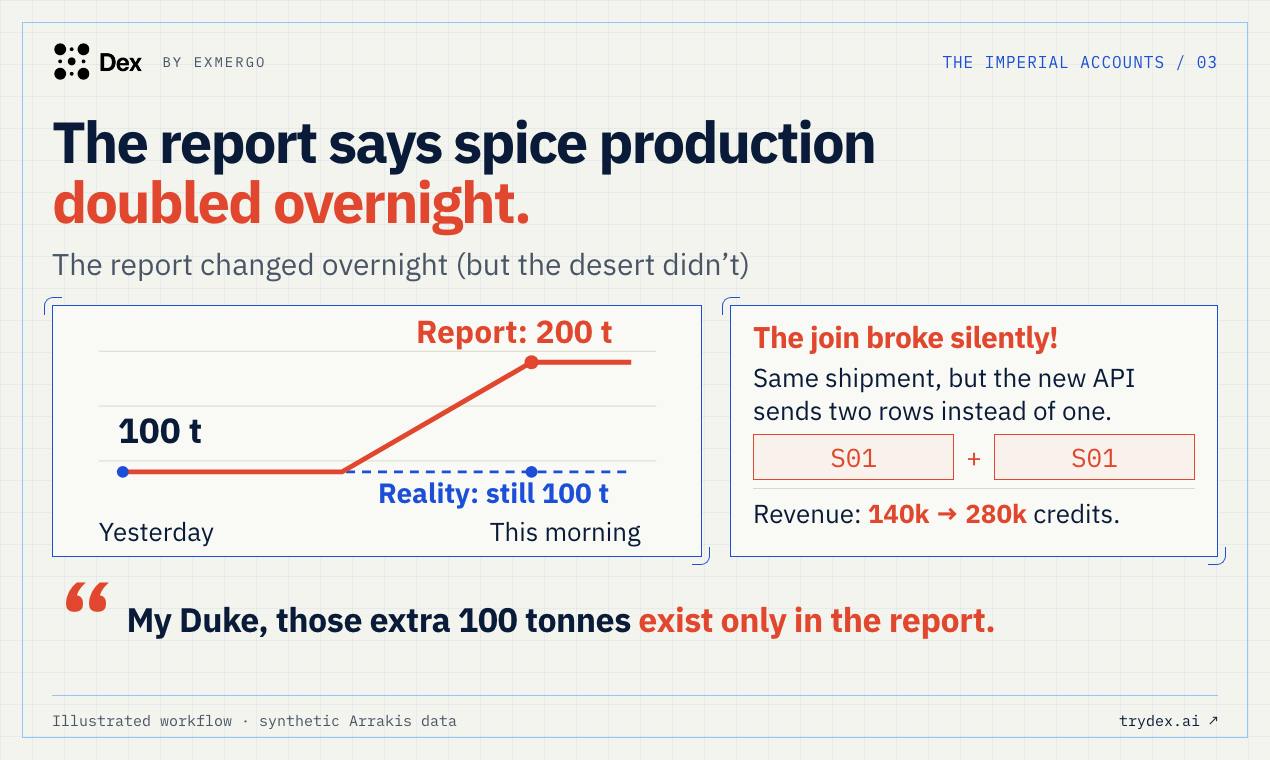 Dex BY EXMERGO
THE IMPERIAL ACCOUNTS / 03
The report says spice production
doubled overnight.
The report changed overnight (but the desert didn’t)
Report: 200 t
100 t
Reality: still 100 t
Yesterday
This morning
The join broke silently!
Same shipment, but the new API
sends two rows instead of one.
S01 + S01
Revenue: 140k → 280k credits.
“ My Duke, those extra 100 tonnes exist only in the report.
Illustrated workflow · synthetic Arrakis data
trydex.ai ↗